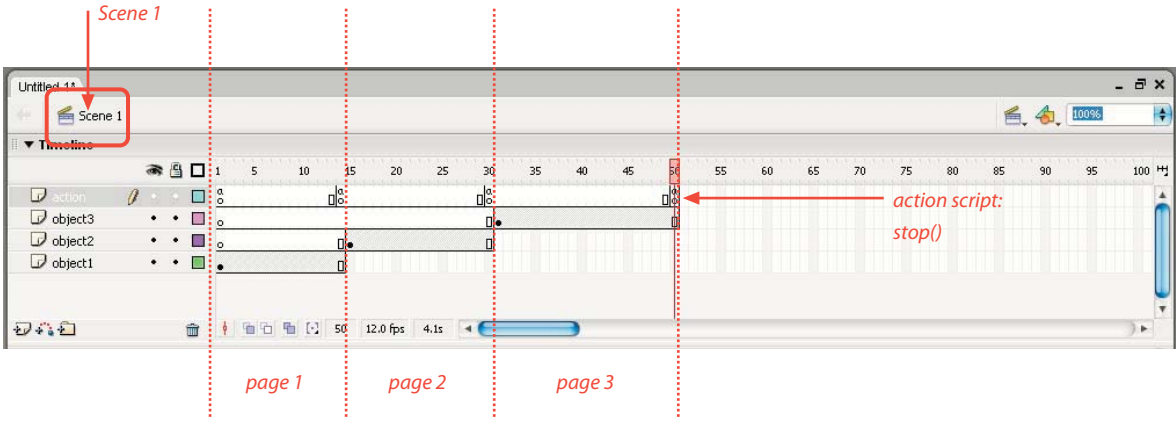 Scene 1
Untitled-1*
Scene 1
100%
Timeline
1 5 10 15 20 25 30 35 40 45 50 55 60 65 70 75 80 85 90 95 100
action
object3
object2
object1
action script:
stop()
50 12.0 fps 4.1s
page 1 page 2 page 3